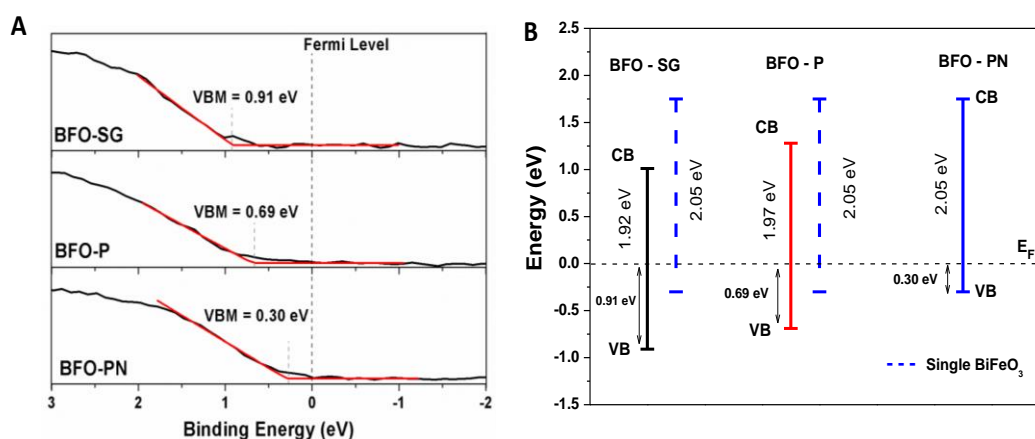 A
Fermi Level
VBM = 0.91 eV
BFO-SG
VBM = 0.69 eV
BFO-P
VBM = 0.30 eV
BFO-PN
3 2 1 0 -1 -2
Binding Energy (eV)
B
Energy (eV)
2.5
2.0
1.5
1.0
0.5
0.0
-0.5
-1.0
-1.5
BFO - SG
BFO - P
BFO - PN
CB
1.92 eV
2.05 eV
0.91 eV
VB
CB
1.97 eV
2.05 eV
0.69 eV
VB
CB
2.05 eV
E_F
0.30 eV
VB
Single BiFeO₃